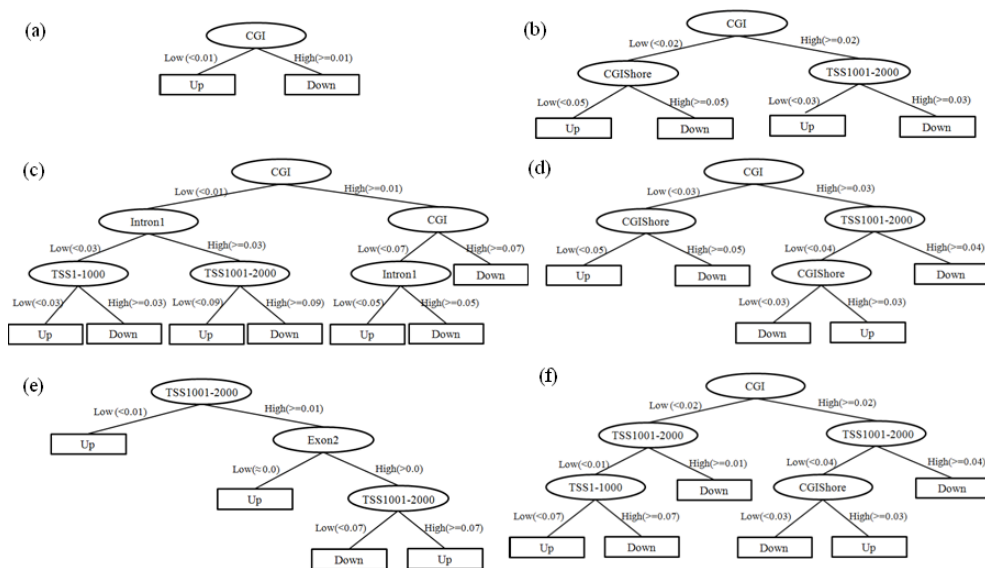 (a)
CGI
Low (<0.01) High(>=0.01)
Up Down
(b)
CGI
Low(<0.02) High(>=0.02)
CGIShore TSS1001-2000
Low(<0.05) High(>=0.05) Low(<0.03) High(>=0.03)
Up Down Up Down
(c)
CGI
Low (<0.01) High(>=0.01)
Intron1 CGI
Low(<0.03) High(>=0.03) Low(<0.07) High(>=0.07)
TSS1-1000 TSS1001-2000 Intron1 Down
Low(<0.03) High(>=0.03) Low(<0.09) High(>=0.09) Low(<0.05) High(>=0.05)
Up Down Up Down Up Down
(d)
CGI
Low (<0.03) High(>=0.03)
CGIShore TSS1001-2000
Low(<0.05) High(>=0.05) Low(<0.04) High(>=0.04)
Up Down CGIShore Down
Low(<0.03) High(>=0.03)
Down Up
(e)
TSS1001-2000
Low (<0.01) High(>=0.01)
Up Exon2
Low(≈0.0) High(>0.0)
Up TSS1001-2000
Low(<0.07) High(>=0.07)
Down Up
(f)
CGI
Low(<0.02) High(>=0.02)
TSS1001-2000 TSS1001-2000
Low(<0.01) High(>=0.01) Low(<0.04) High(>=0.04)
TSS1-1000 Down CGIShore Down
Low(<0.07) High(>=0.07) Low(<0.03) High(>=0.03)
Up Down Down Up